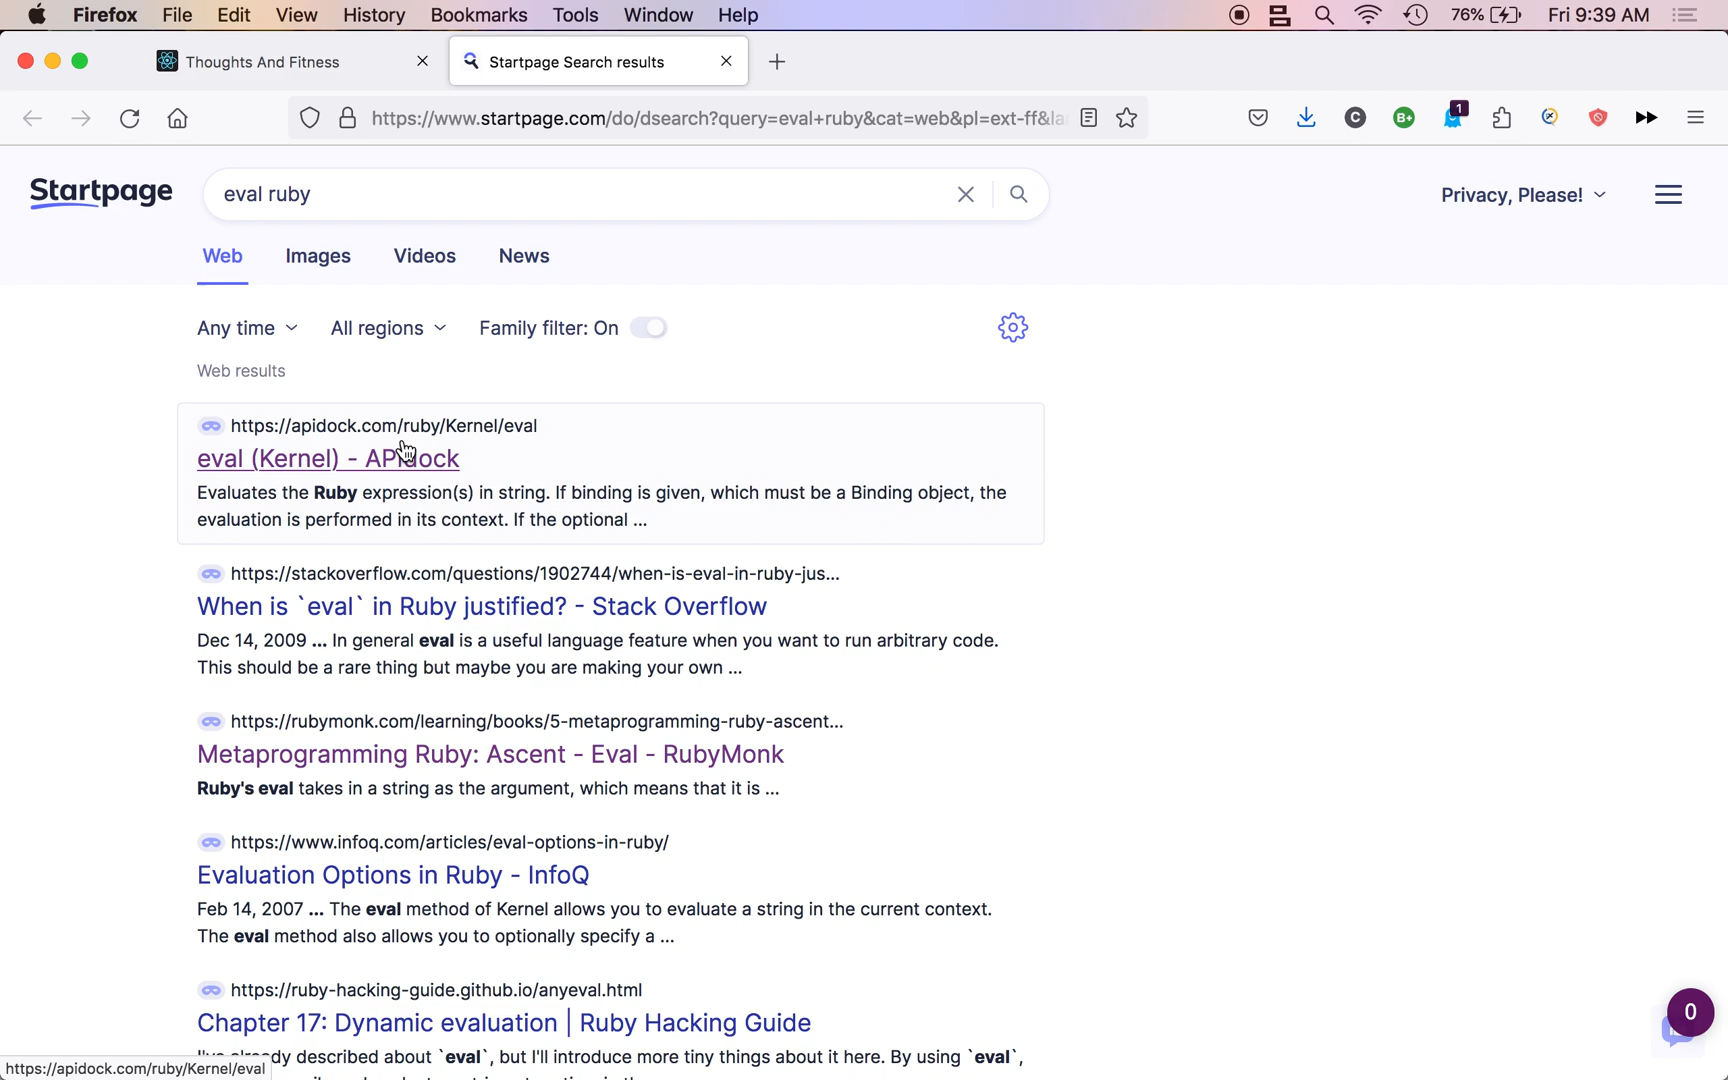 Firefox File Edit View History Bookmarks Tools Window Help 76% Fri 9:39 AM
Thoughts And Fitness
Startpage Search results
https://www.startpage.com/do/dsearch?query=eval+ruby&cat=web&pl=ext-ff&la
C B+ 1
Startpage
eval ruby
Privacy, Please!
Web Images Videos News
Any time All regions Family filter: On
Web results
https://apidock.com/ruby/Kernel/eval
eval (Kernel) - APIdock
Evaluates the Ruby expression(s) in string. If binding is given, which must be a Binding object, the
evaluation is performed in its context. If the optional ...
https://stackoverflow.com/questions/1902744/when-is-eval-in-ruby-jus...
When is `eval` in Ruby justified? - Stack Overflow
Dec 14, 2009 ... In general eval is a useful language feature when you want to run arbitrary code.
This should be a rare thing but maybe you are making your own ...
https://rubymonk.com/learning/books/5-metaprogramming-ruby-ascent...
Metaprogramming Ruby: Ascent - Eval - RubyMonk
Ruby's eval takes in a string as the argument, which means that it is ...
https://www.infoq.com/articles/eval-options-in-ruby/
Evaluation Options in Ruby - InfoQ
Feb 14, 2007 ... The eval method of Kernel allows you to evaluate a string in the current context.
The eval method also allows you to optionally specify a ...
https://ruby-hacking-guide.github.io/anyeval.html
Chapter 17: Dynamic evaluation | Ruby Hacking Guide
I've already described about `eval`, but I'll introduce more tiny things about it here. By using `eval`,
https://apidock.com/ruby/Kernel/eval
0